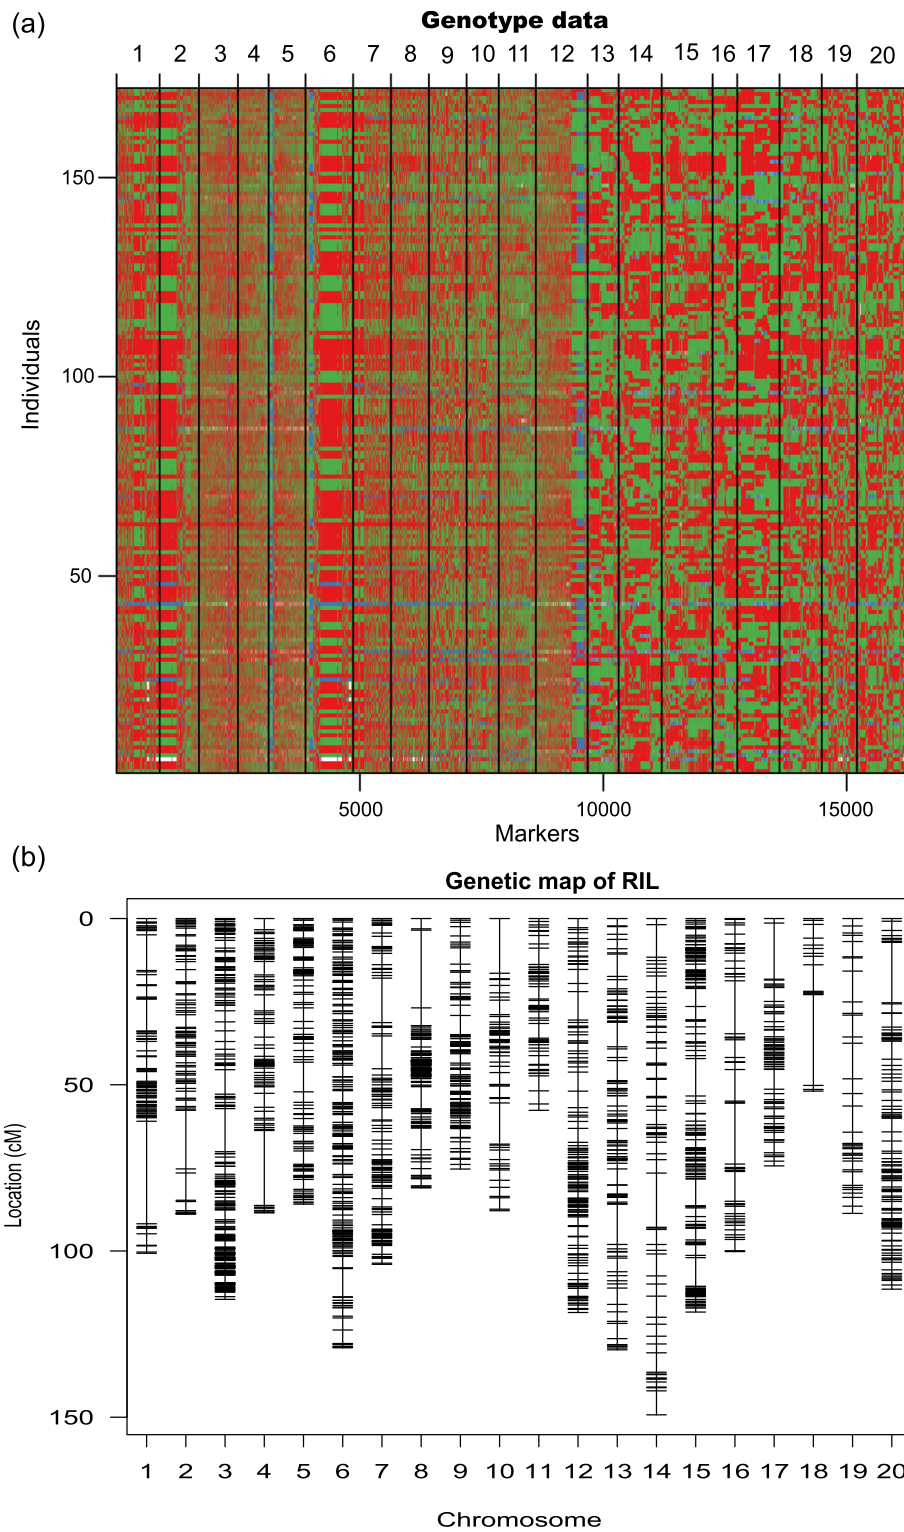 (a)
Genotype data
1 2 3 4 5 6 7 8 9 10 11 12 13 14 15 16 17 18 19 20
150
100
50
Individuals
5000 10000 15000
Markers
(b)
Genetic map of RIL
0
50
100
150
Location (cM)
1 2 3 4 5 6 7 8 9 10 11 12 13 14 15 16 17 18 19 20
Chromosome